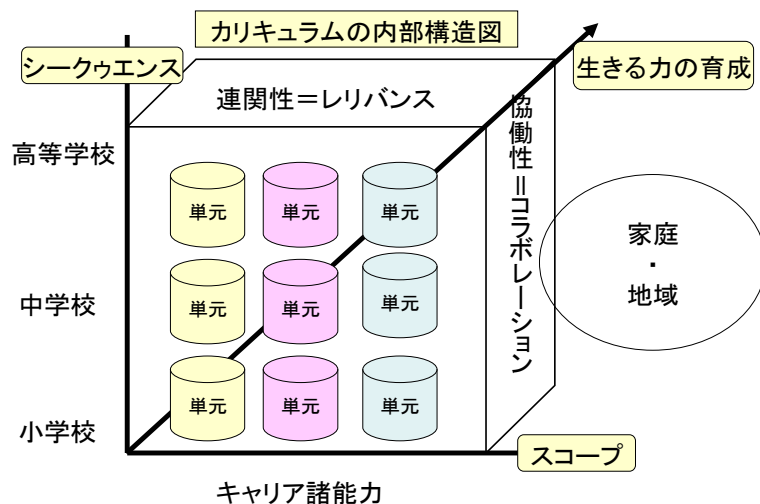 カリキュラムの内部構造図
シークゥエンス
生きる力の育成
連関性＝レリバンス
協働性＝コラボレーション
高等学校
単元
単元
単元
家庭
・
地域
中学校
単元
単元
単元
小学校
単元
単元
単元
スコープ
キャリア諸能力